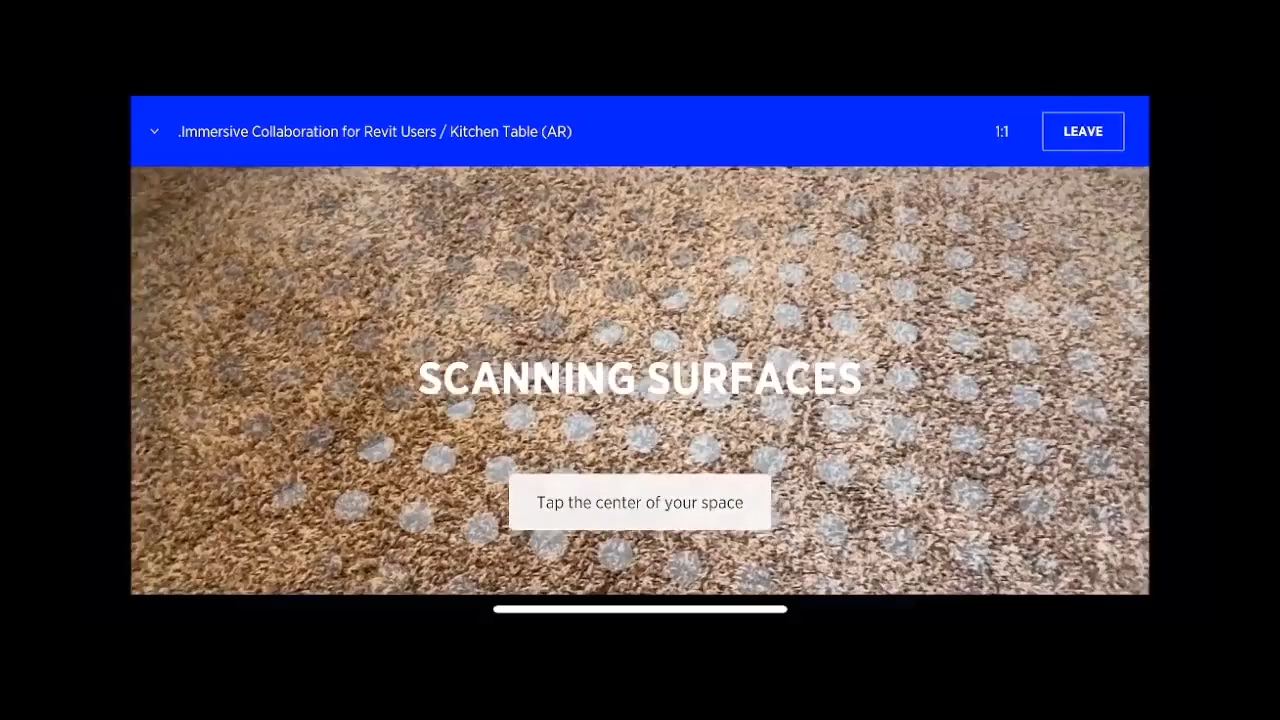 .Immersive Collaboration for Revit Users / Kitchen Table (AR)
1:1
LEAVE
SCANNING SURFACES
Tap the center of your space